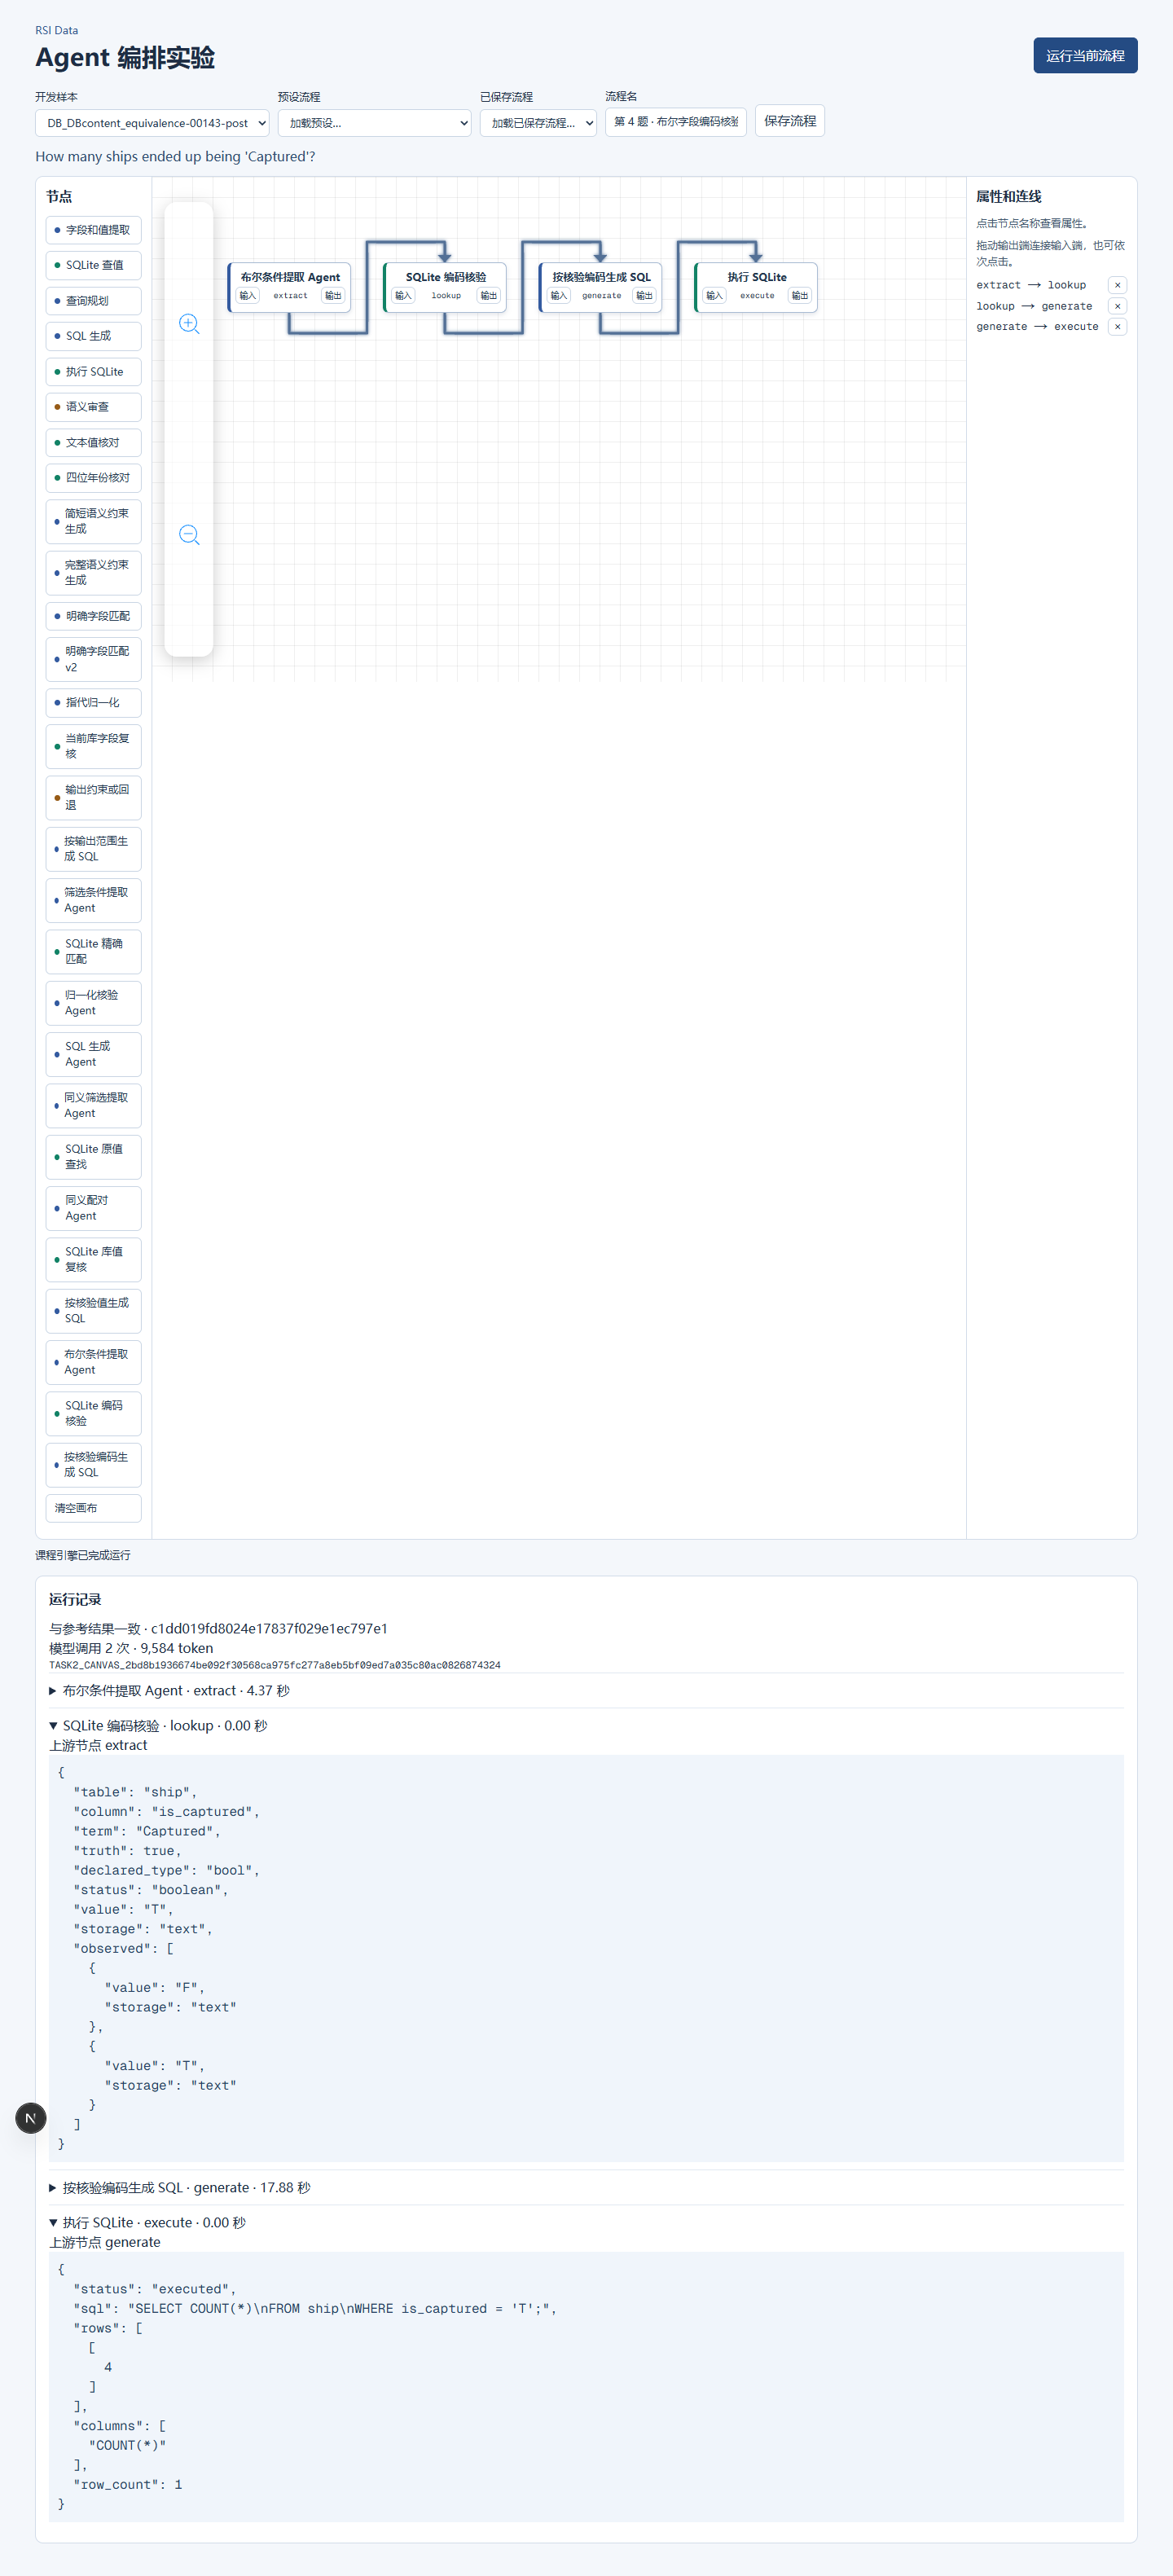 RSI Data
Agent 编排实验
运行当前流程
开发样本
预设流程
已保存流程
流程名
DB_DBcontent_equivalence-00143-post
加载预设...
加载已保存流程...
第 4 题 · 布尔字段编码核验
保存流程
How many ships ended up being 'Captured'?
节点
字段和值提取
SQLite 查值
查询规划
SQL 生成
执行 SQLite
语义审查
文本值核对
四位年份核对
简短语义约束
生成
完整语义约束
生成
明确字段匹配
明确字段匹配
v2
指代归一化
当前库字段复
核
输出约束或回
退
按输出范围生
成 SQL
筛选条件提取
Agent
SQLite 精确
匹配
归一化核验
Agent
SQL 生成
Agent
同义筛选提取
Agent
SQLite 原值
查找
同义配对
Agent
SQLite 库值
复核
按核验值生成
SQL
布尔条件提取
Agent
SQLite 编码
核验
按核验编码生
成 SQL
清空画布
布尔条件提取 Agent
输入 extract 输出
SQLite 编码核验
输入 lookup 输出
按核验编码生成 SQL
输入 generate 输出
执行 SQLite
输入 execute 输出
属性和连线
点击节点名称查看属性。
拖动输出端连接输入端，也可依
次点击。
extract → lookup ×
lookup → generate ×
generate → execute ×
课程引擎已完成运行
运行记录
与参考结果一致 · c1dd019fd8024e17837f029e1ec797e1
模型调用 2 次 · 9,584 token
TASK2_CANVAS_2bd8b1936674be092f30568ca975fc277a8eb5bf09ed7a035c80ac0826874324
▶ 布尔条件提取 Agent · extract · 4.37 秒
▼ SQLite 编码核验 · lookup · 0.00 秒
上游节点 extract
{
"table": "ship",
"column": "is_captured",
"term": "Captured",
"truth": true,
"declared_type": "bool",
"status": "boolean",
"value": "T",
"storage": "text",
"observed": [
{
"value": "F",
"storage": "text"
},
{
"value": "T",
"storage": "text"
}
]
}
N
▶ 按核验编码生成 SQL · generate · 17.88 秒
▼ 执行 SQLite · execute · 0.00 秒
上游节点 generate
{
"status": "executed",
"sql": "SELECT COUNT(*)\nFROM ship\nWHERE is_captured = 'T';",
"rows": [
[
4
]
],
"columns": [
"COUNT(*)"
],
"row_count": 1
}